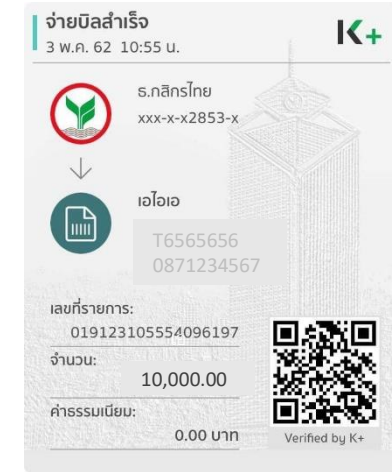 จ่ายบิลสำเร็จ
3 พ.ค. 62 10:55 น.
K+
ธ.กสิกรไทย
xxx-x-x2853-x
เอไอเอ
T6565656
0871234567
เลขที่รายการ:
019123105554096197
จำนวน:
10,000.00
ค่าธรรมเนียม:
0.00 บาท
Verified by K+